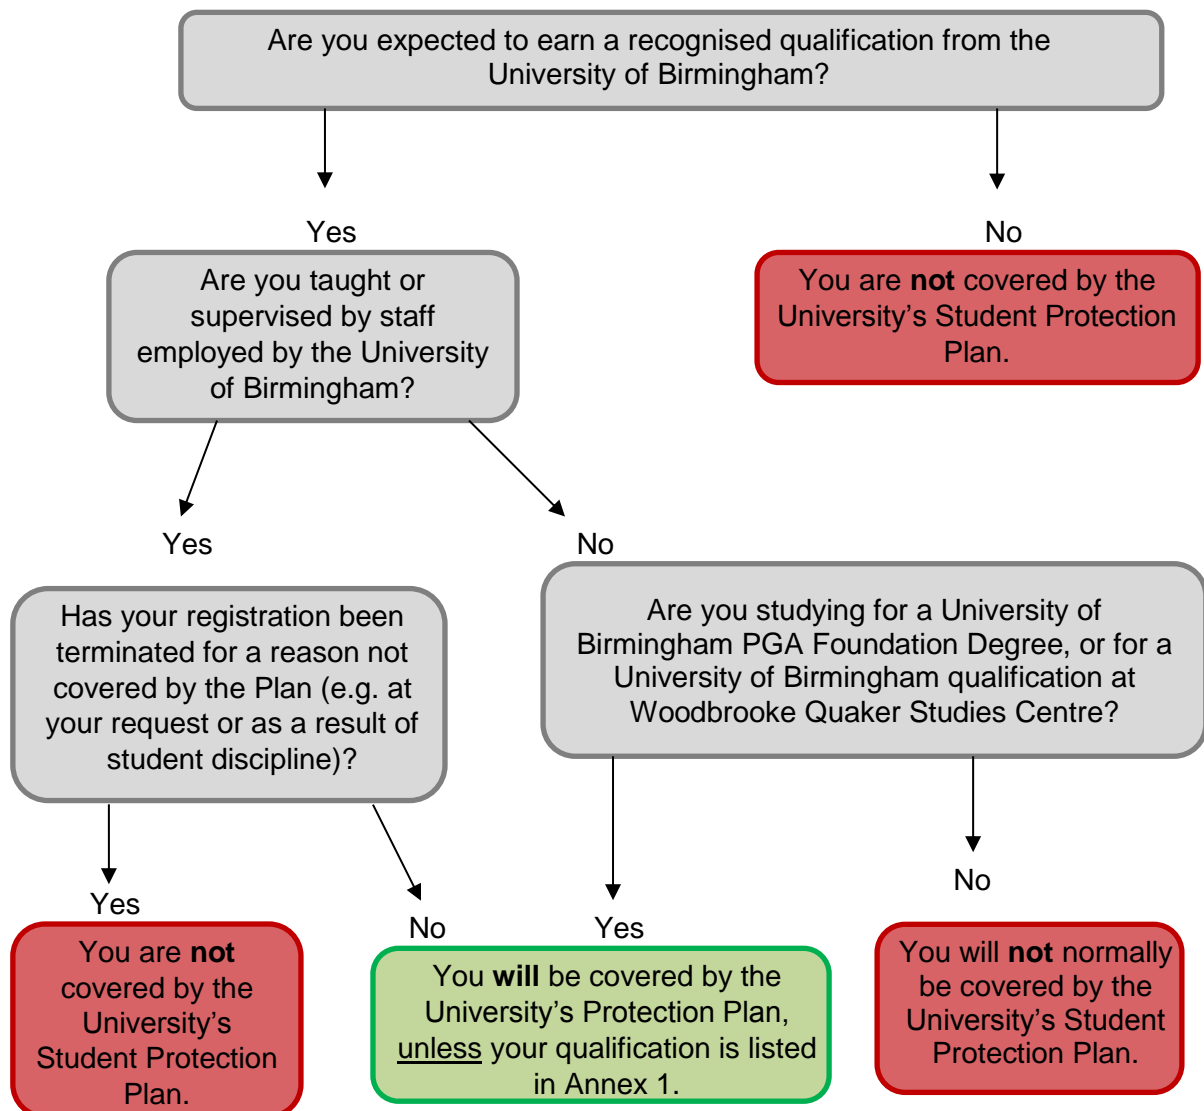 Are you expected to earn a recognised qualification from the
University of Birmingham?
Yes
No
Are you taught or
supervised by staff
employed by the University
of Birmingham?
You are not covered by the
University’s Student Protection
Plan.
Yes
No
Has your registration been
terminated for a reason not
covered by the Plan (e.g. at
your request or as a result of
student discipline)?
Are you studying for a University of
Birmingham PGA Foundation Degree, or for a
University of Birmingham qualification at
Woodbrooke Quaker Studies Centre?
Yes
No
Yes
No
You are not
covered by the
University’s
Student Protection
Plan.
You will be covered by the
University’s Protection Plan,
unless your qualification is listed
in Annex 1.
You will not normally
be covered by the
University’s Student
Protection Plan.